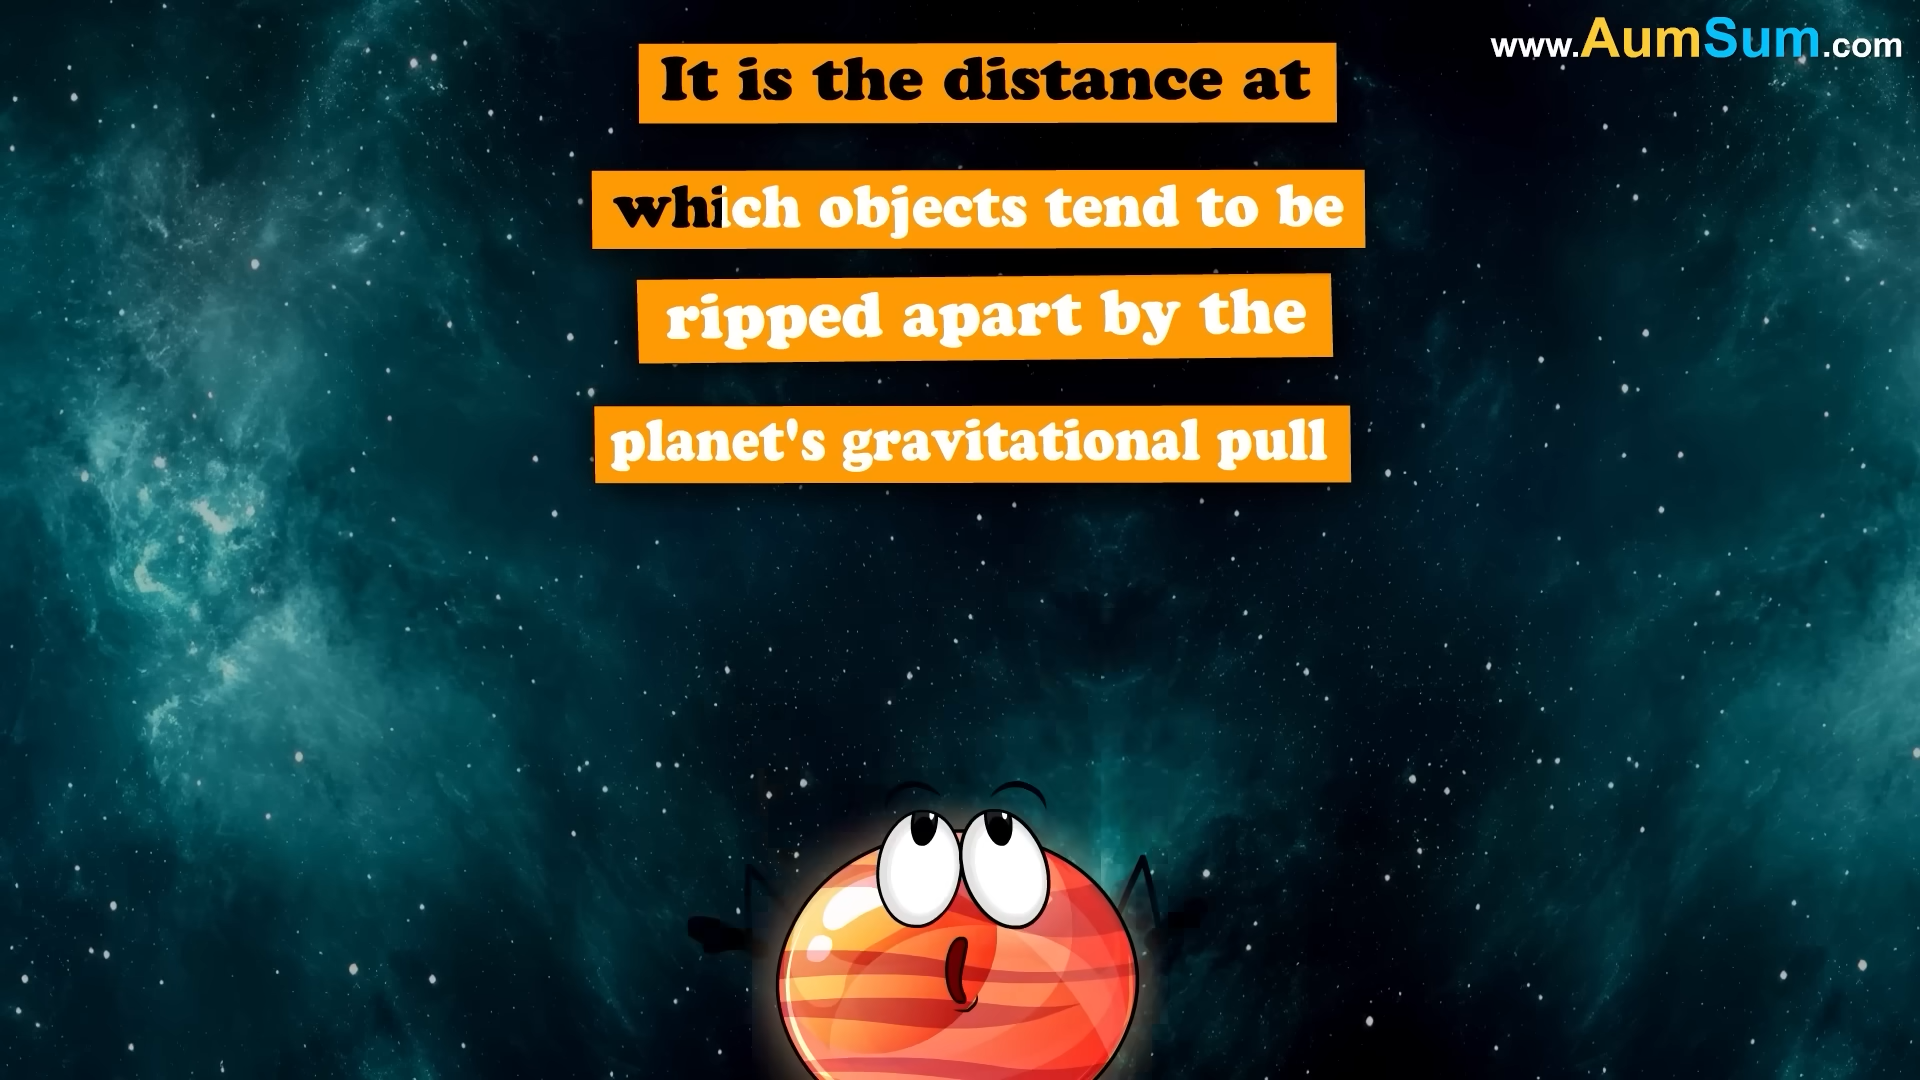 www.AumSum.com
It is the distance at
which objects tend to be
ripped apart by the
planet's gravitational pull